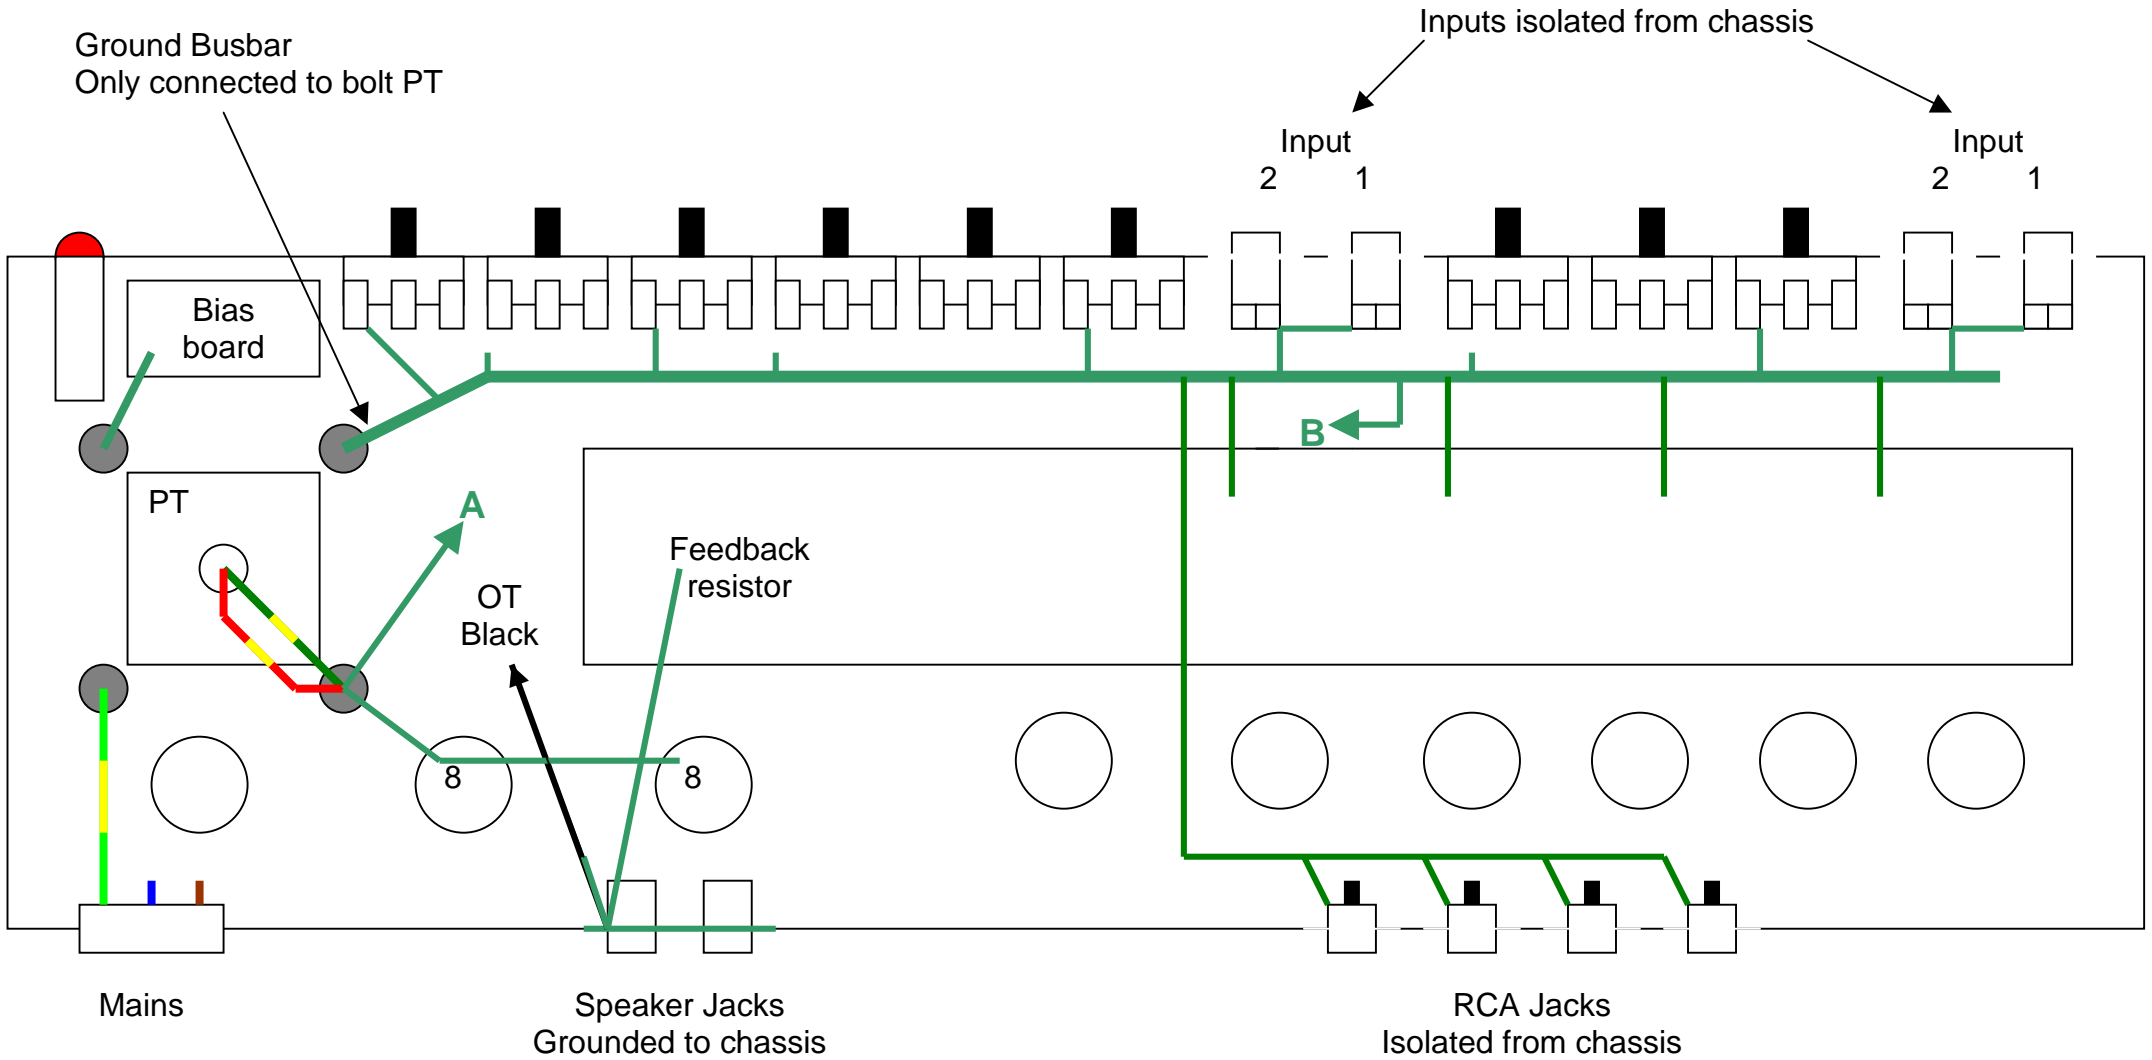 Inputs isolated from chassis
Ground Busbar
Only connected to bolt PT
Input
2 1
Input
2 1
Bias
board
B
PT
A
Feedback
resistor
OT
Black
8
8
Mains
Speaker Jacks
Grounded to chassis
RCA Jacks
Isolated from chassis